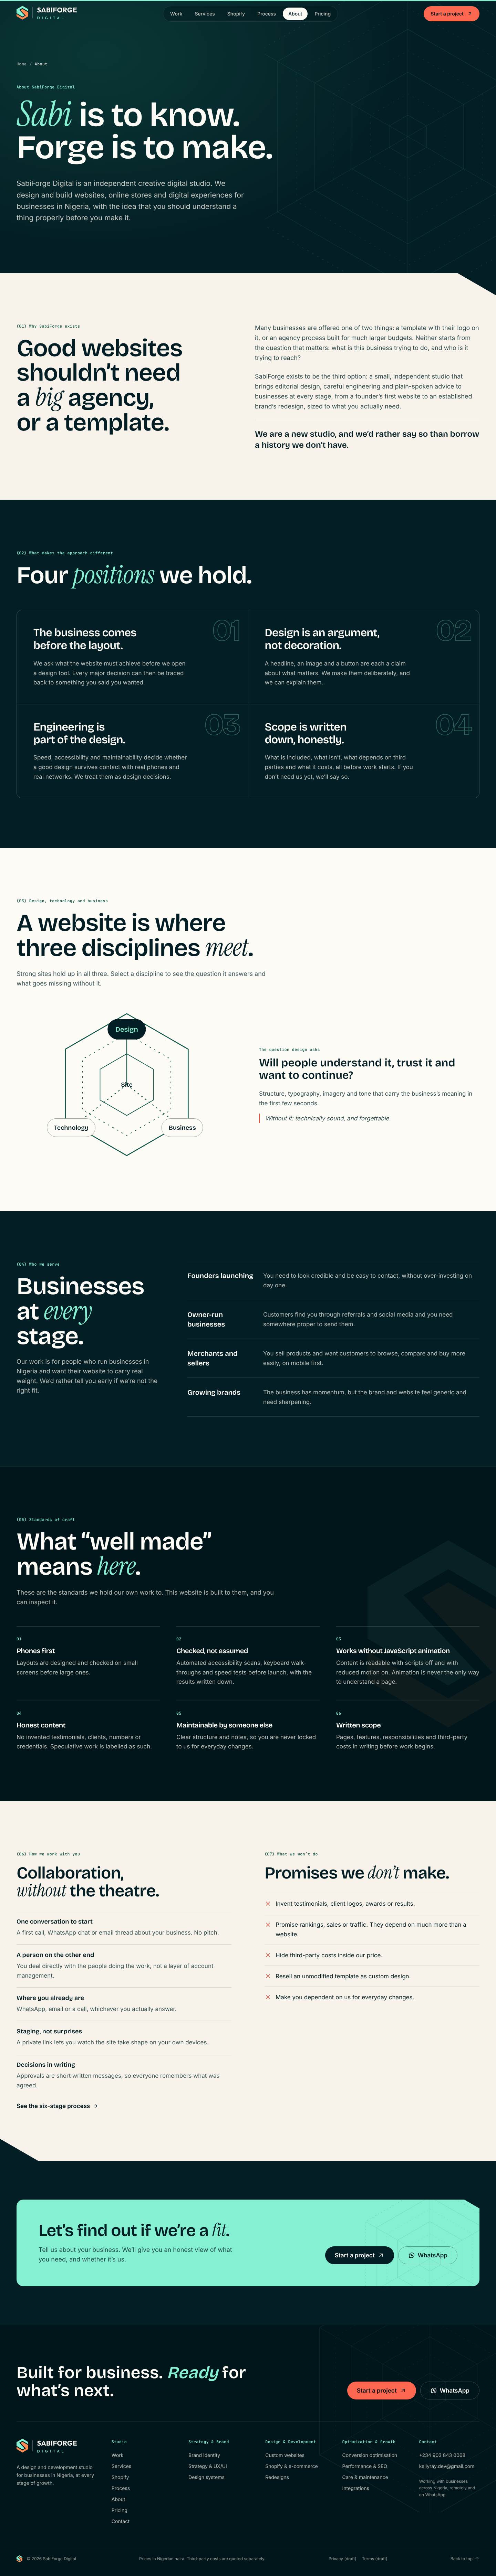 SABIFORGE
DIGITAL
Work Services Shopify Process About Pricing
Start a project
Home / About
About SabiForge Digital
Sabi is to know.
Forge is to make.
SabiForge Digital is an independent creative digital studio. We
design and build websites, online stores and digital experiences for
businesses in Nigeria, with the idea that you should understand a
thing properly before you make it.
(01) Why SabiForge exists
Good websites
shouldn’t need
a big agency,
or a template.
Many businesses are offered one of two things: a template with their logo on
it, or an agency process built for much larger budgets. Neither starts from
the question that matters: what is this business trying to do, and who is it
trying to reach?
SabiForge exists to be the third option: a small, independent studio that
brings editorial design, careful engineering and plain-spoken advice to
businesses at every stage, from a founder’s first website to an established
brand’s redesign, sized to what you actually need.
We are a new studio, and we’d rather say so than borrow
a history we don’t have.
(02) What makes the approach different
Four positions we hold.
01
The business comes
before the layout.
We ask what the website must achieve before we open
a design tool. Every major decision can then be traced
back to something you said you wanted.
02
Design is an argument,
not decoration.
A headline, an image and a button are each a claim
about what matters. We make them deliberately, and
we can explain them.
03
Engineering is
part of the design.
Speed, accessibility and maintainability decide whether
a good design survives contact with real phones and
real networks. We treat them as design decisions.
04
Scope is written
down, honestly.
What is included, what isn’t, what depends on third
parties and what it costs, all before work starts. If you
don’t need us yet, we’ll say so.
(03) Design, technology and business
A website is where
three disciplines meet.
Strong sites hold up in all three. Select a discipline to see the question it answers and
what goes missing without it.
Design
Site
Technology
Business
The question design asks
Will people understand it, trust it and
want to continue?
Structure, typography, imagery and tone that carry the business’s meaning in
the first few seconds.
Without it: technically sound, and forgettable.
(04) Who we serve
Businesses
at every
stage.
Our work is for people who run businesses in
Nigeria and want their website to carry real
weight. We’d rather tell you early if we’re not the
right fit.
Founders launching
You need to look credible and be easy to contact, without over-investing on
day one.
Owner-run
businesses
Customers find you through referrals and social media and you need
somewhere proper to send them.
Merchants and
sellers
You sell products and want customers to browse, compare and buy more
easily, on mobile first.
Growing brands
The business has momentum, but the brand and website feel generic and
need sharpening.
(05) Standards of craft
What “well made”
means here.
These are the standards we hold our own work to. This website is built to them, and you
can inspect it.
01
Phones first
Layouts are designed and checked on small
screens before large ones.
02
Checked, not assumed
Automated accessibility scans, keyboard walk-
throughs and speed tests before launch, with the
results written down.
03
Works without JavaScript animation
Content is readable with scripts off and with
reduced motion on. Animation is never the only way
to understand a page.
04
Honest content
No invented testimonials, clients, numbers or
credentials. Speculative work is labelled as such.
05
Maintainable by someone else
Clear structure and notes, so you are never locked
to us for everyday changes.
06
Written scope
Pages, features, responsibilities and third-party
costs in writing before work begins.
(06) How we work with you
Collaboration,
without the theatre.
One conversation to start
A first call, WhatsApp chat or email thread about your business. No pitch.
A person on the other end
You deal directly with the people doing the work, not a layer of account
management.
Where you already are
WhatsApp, email or a call, whichever you actually answer.
Staging, not surprises
A private link lets you watch the site take shape on your own devices.
Decisions in writing
Approvals are short written messages, so everyone remembers what was
agreed.
See the six-stage process
(07) What we won’t do
Promises we don’t make.
Invent testimonials, client logos, awards or results.
Promise rankings, sales or traffic. They depend on much more than a
website.
Hide third-party costs inside our price.
Resell an unmodified template as custom design.
Make you dependent on us for everyday changes.
Let’s find out if we’re a fit.
Tell us about your business. We’ll give you an honest view of what
you need, and whether it’s us.
Start a project
WhatsApp
Built for business. Ready for
what’s next.
Start a project
WhatsApp
SABIFORGE
DIGITAL
A design and development studio
for businesses in Nigeria, at every
stage of growth.
Studio
Work
Services
Shopify
Process
About
Pricing
Contact
Strategy & Brand
Brand identity
Strategy & UX/UI
Design systems
Design & Development
Custom websites
Shopify & e-commerce
Redesigns
Optimization & Growth
Conversion optimisation
Performance & SEO
Care & maintenance
Integrations
Contact
+234 903 843 0068
kellyray.dev@gmail.com
Working with businesses
across Nigeria, remotely and
on WhatsApp.
© 2026 SabiForge Digital
Prices in Nigerian naira. Third-party costs are quoted separately.
Privacy (draft) Terms (draft)
Back to top